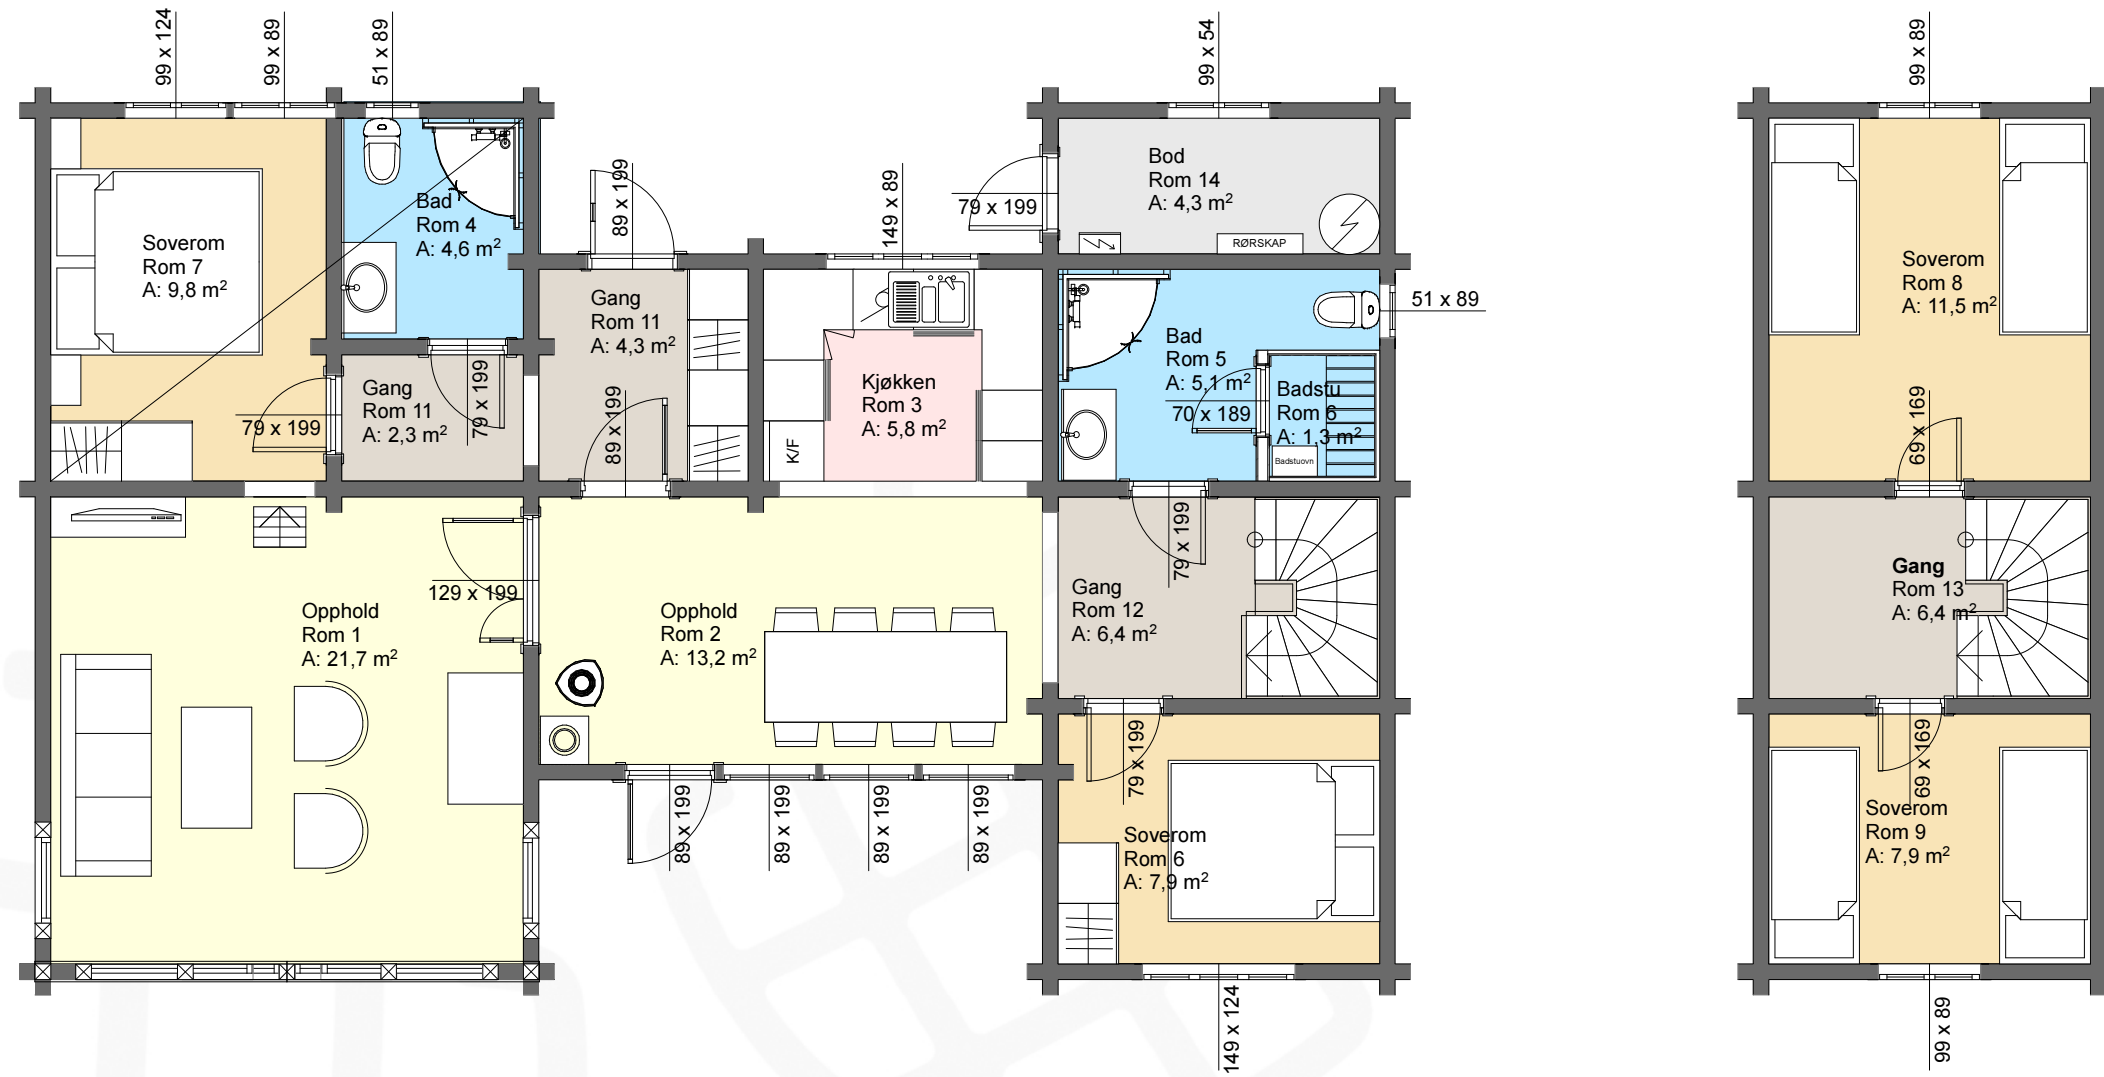 99 x 124
99 x 89
51 x 89
99 x 54
99 x 89
89 x 199
149 x 89
79 x 199
Bod
Rom 14
A: 4,3 m²
RØRSKAP
Soverom
Rom 7
A: 9,8 m²
Bad
Rom 4
A: 4,6 m²
Gang
Rom 11
A: 4,3 m²
51 x 89
Soverom
Rom 8
A: 11,5 m²
Gang
Rom 11
A: 2,3 m²
79 x 199
79 x 199
89 x 199
Kjøkken
Rom 3
A: 5,8 m²
K/F
Bad
Rom 5
A: 5,1 m²
70 x 189
Badstu
Rom 6
A: 1,3 m²
Badstuovn
69 x 169
79 x 199
129 x 199
Opphold
Rom 1
A: 21,7 m²
Opphold
Rom 2
A: 13,2 m²
Gang
Rom 12
A: 6,4 m²
Gang
Rom 13
A: 6,4 m²
89 x 199
89 x 199
89 x 199
89 x 199
79 x 199
Soverom
Rom 6
A: 7,9 m²
69 x 169
Soverom
Rom 9
A: 7,9 m²
149 x 124
99 x 89